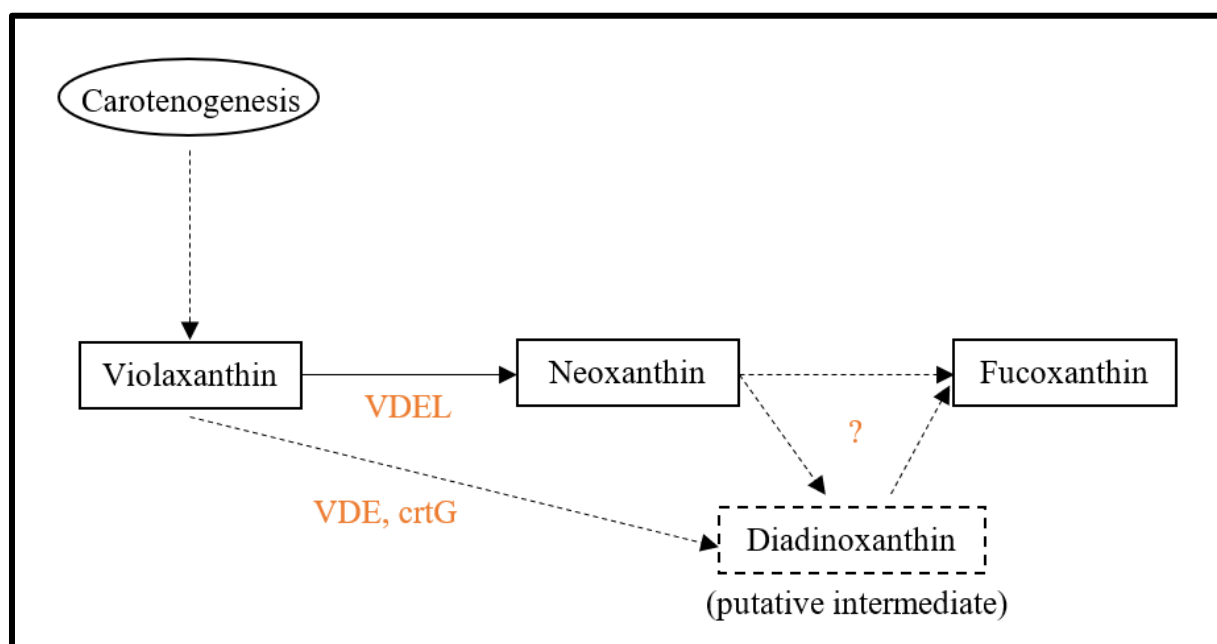 Carotenogenesis
Violaxanthin
Neoxanthin
Fucoxanthin
VDEL
?
VDE, crtG
Diadinoxanthin
(putative intermediate)